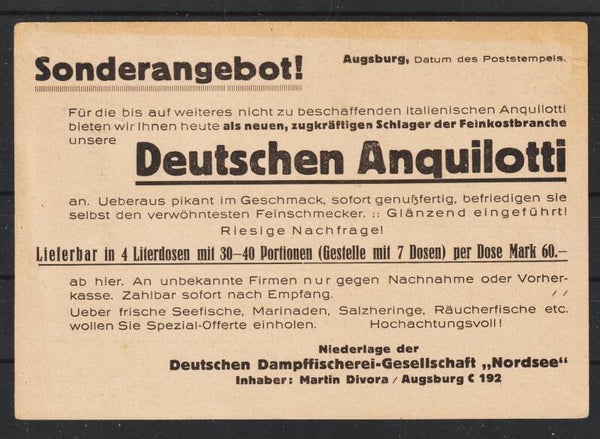 Sonderangebot!
Augsburg, Datum des Poststempels.
Für die bis auf weiteres nicht zu beschaffenden italienischen Anquilotti
bieten wir Ihnen heute als neuen, zugkräftigen Schlager der Feinkostbranche
unsere
Deutschen Anquilotti
an. Ueberaus pikant im Geschmack, sofort genußfertig, befriedigen sie
selbst den verwöhntesten Feinschmecker. :: Glänzend eingeführt!
Riesige Nachfrage!
Lieferbar in 4 Literdosen mit 30–40 Portionen (Gestelle mit 7 Dosen) per Dose Mark 60.–
ab hier. An unbekannte Firmen nur gegen Nachnahme oder Vorher-
kasse. Zahlbar sofort nach Empfang. //
Ueber frische Seefische, Marinaden, Salzheringe, Räucherfische etc.
wollen Sie Spezial-Offerte einholen. Hochachtungsvoll!
Niederlage der
Deutschen Dampffischerei-Gesellschaft „Nordsee“
Inhaber: Martin Divora / Augsburg C 192